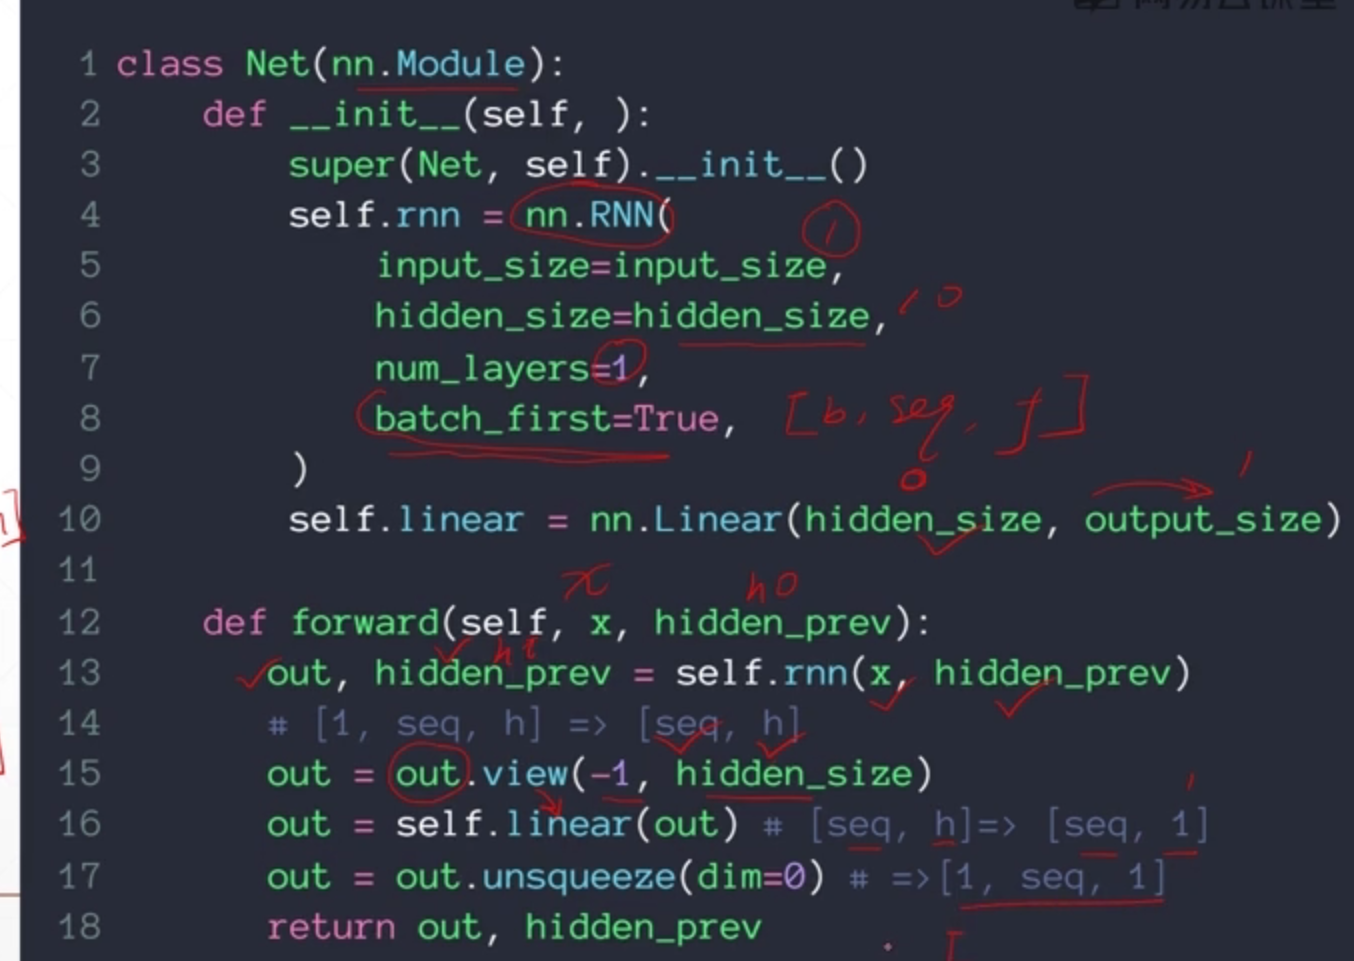 1 class Net(nn.Module):
2     def __init__(self, ):
3         super(Net, self).__init__()
4         self.rnn = nn.RNN(
1
5             input_size=input_size,
6             hidden_size=hidden_size, 10
7             num_layers=1,
8             batch_first=True, [b, seq, f]
9         )
1
10         self.linear = nn.Linear(hidden_size, output_size)
11
x h0
12     def forward(self, x, hidden_prev):
13         out, hidden_prev = self.rnn(x, hidden_prev)
14         # [1, seq, h] => [seq, h]
15         out = out.view(-1, hidden_size)
16         out = self.linear(out) # [seq, h]=> [seq, 1]
17         out = out.unsqueeze(dim=0) # =>[1, seq, 1]
18         return out, hidden_prev